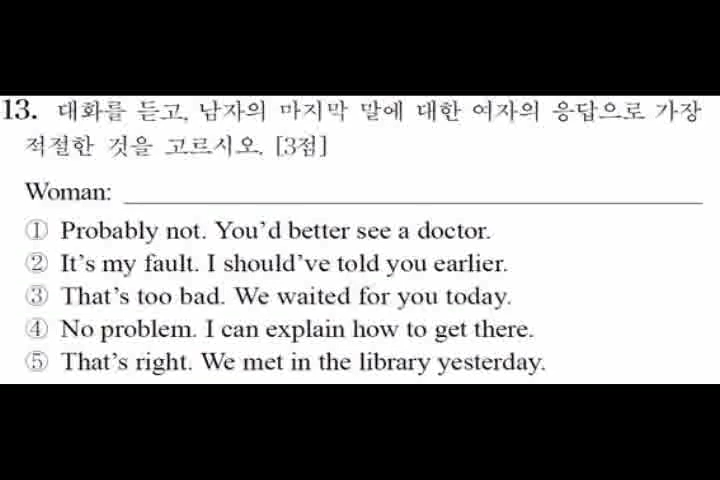 13. 대화를 듣고, 남자의 마지막 말에 대한 여자의 응답으로 가장
적절한 것을 고르시오. [3점]
Woman:
① Probably not. You’d better see a doctor.
② It’s my fault. I should’ve told you earlier.
③ That’s too bad. We waited for you today.
④ No problem. I can explain how to get there.
⑤ That’s right. We met in the library yesterday.